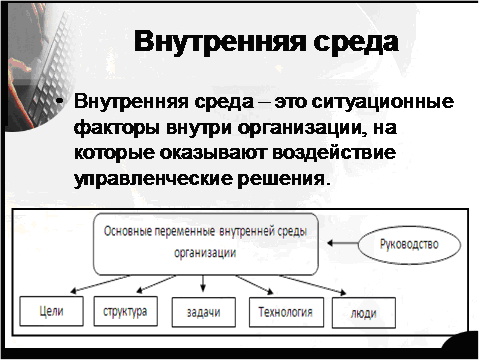 Внутренняя среда
• Внутренняя среда – это ситуационные
факторы внутри организации, на
которые оказывают воздействие
управленческие решения.
Основные переменные внутренней среды
организации
Руководство
Цели
структура
задачи
Технология
люди